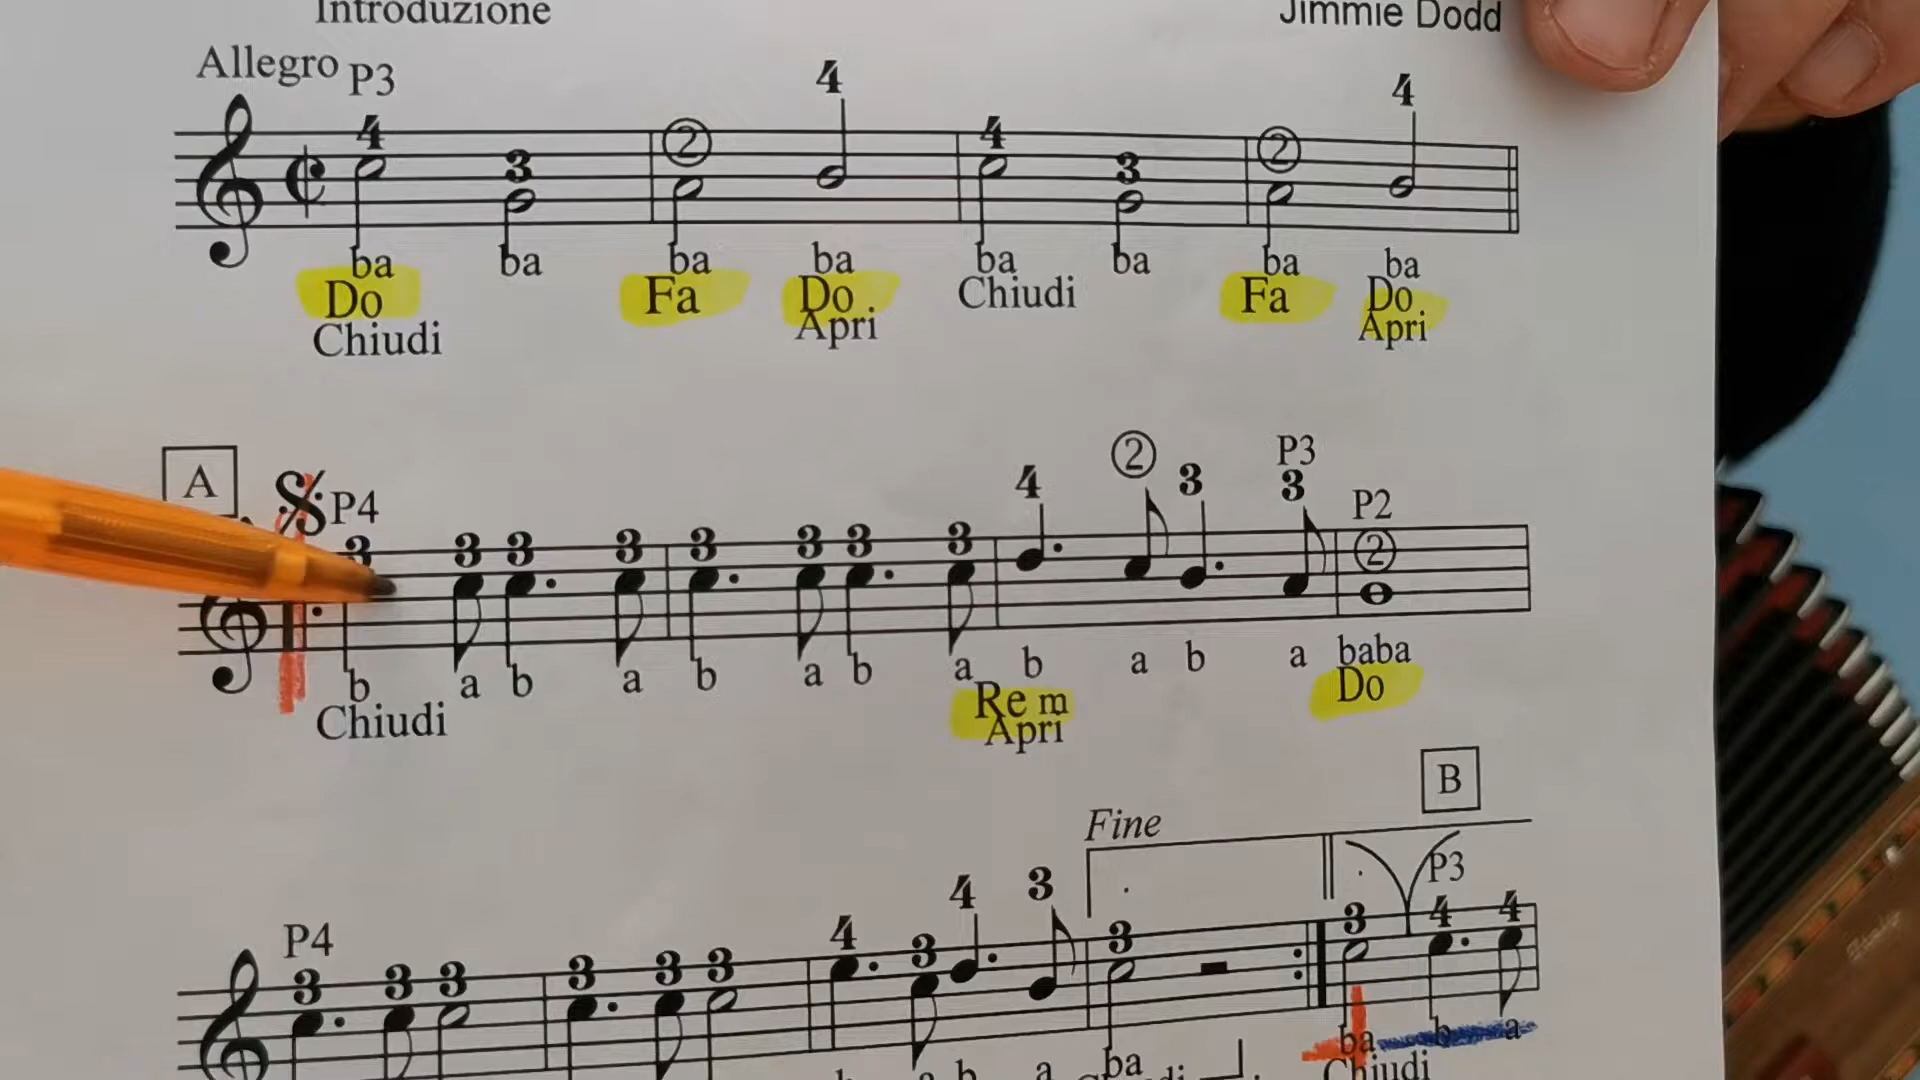 Introduzione Jimmie Dodd
Allegro P3
4 3 ② 4 4 3 ② 4
ba ba ba ba ba ba ba ba
Do Fa Do Chiudi Fa Do
Chiudi Apri Apri
A P4 4 ② 3 P3 3 P2
3 3 3 3 3 3 3 3 ②
b a b a b a b a b a b a baba
Chiudi Re m Do
Apri
B
Fine
P4 4 3 P3
3 3 3 3 3 3 4 3 3 3 4 4
b a ba ba b a
Chiudi